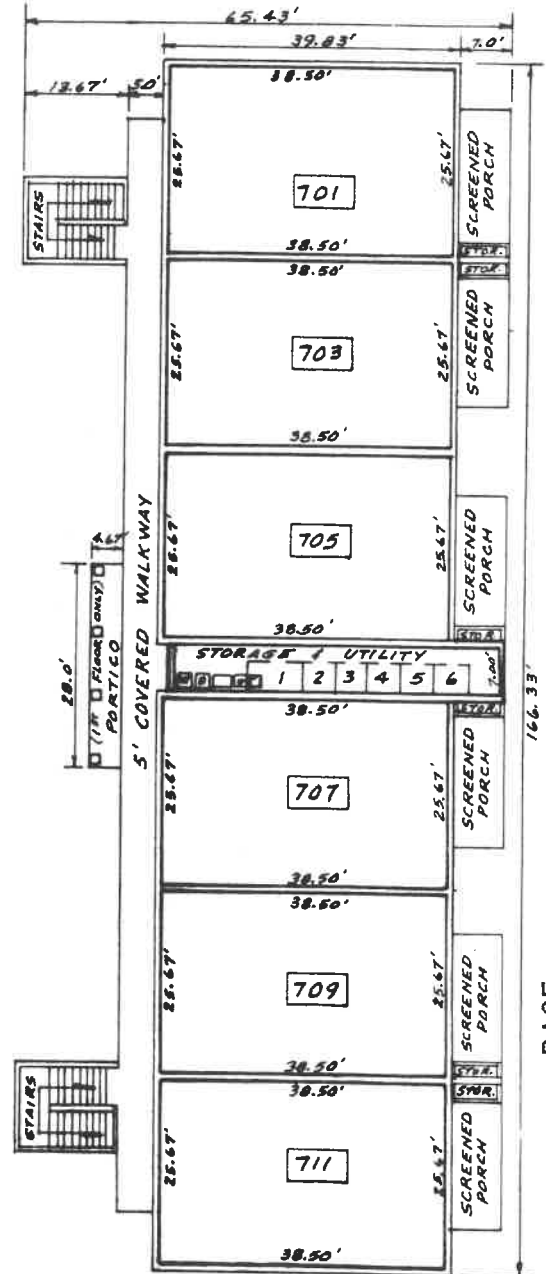 65.43'
39.83'
7.0'
13.67'
5.0'
38.50'
25.67'
25.67'
701
SCREENED
PORCH
STAIRS
38.50'
STOR.
38.50'
STOR.
25.67'
703
25.67'
SCREENED
PORCH
38.50'
25.67'
705
25.67'
SCREENED
PORCH
5' COVERED WALKWAY
4.67'
28.0'
(1ST FLOOR ONLY)
PORTICO
38.50'
STOR.
STORAGE & UTILITY
1 2 3 4 5 6
7.00'
166.33'
38.50'
STOR.
25.67'
707
25.67'
SCREENED
PORCH
38.50'
38.50'
25.67'
709
25.67'
SCREENED
PORCH
38.50'
STOR.
STAIRS
38.50'
STOR.
25.67'
711
25.67'
SCREENED
PORCH
38.50'